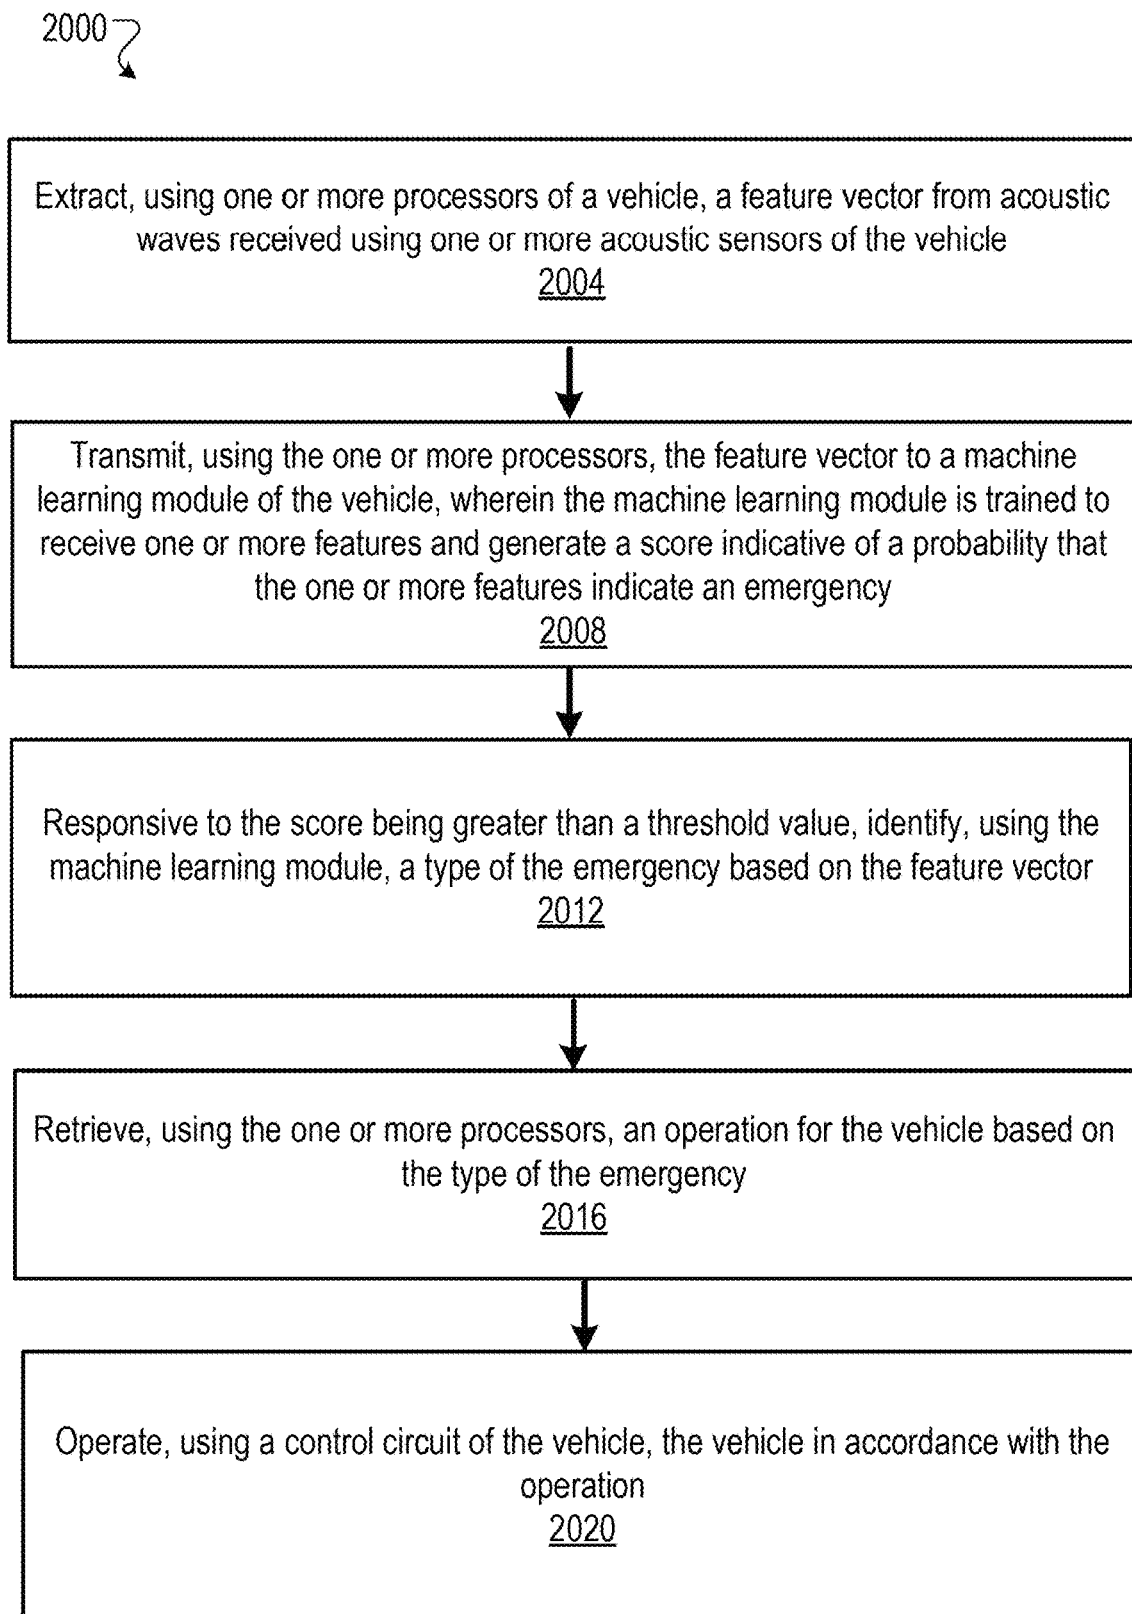 2000
Extract, using one or more processors of a vehicle, a feature vector from acoustic
waves received using one or more acoustic sensors of the vehicle
2004
Transmit, using the one or more processors, the feature vector to a machine
learning module of the vehicle, wherein the machine learning module is trained to
receive one or more features and generate a score indicative of a probability that
the one or more features indicate an emergency
2008
Responsive to the score being greater than a threshold value, identify, using the
machine learning module, a type of the emergency based on the feature vector
2012
Retrieve, using the one or more processors, an operation for the vehicle based on
the type of the emergency
2016
Operate, using a control circuit of the vehicle, the vehicle in accordance with the
operation
2020